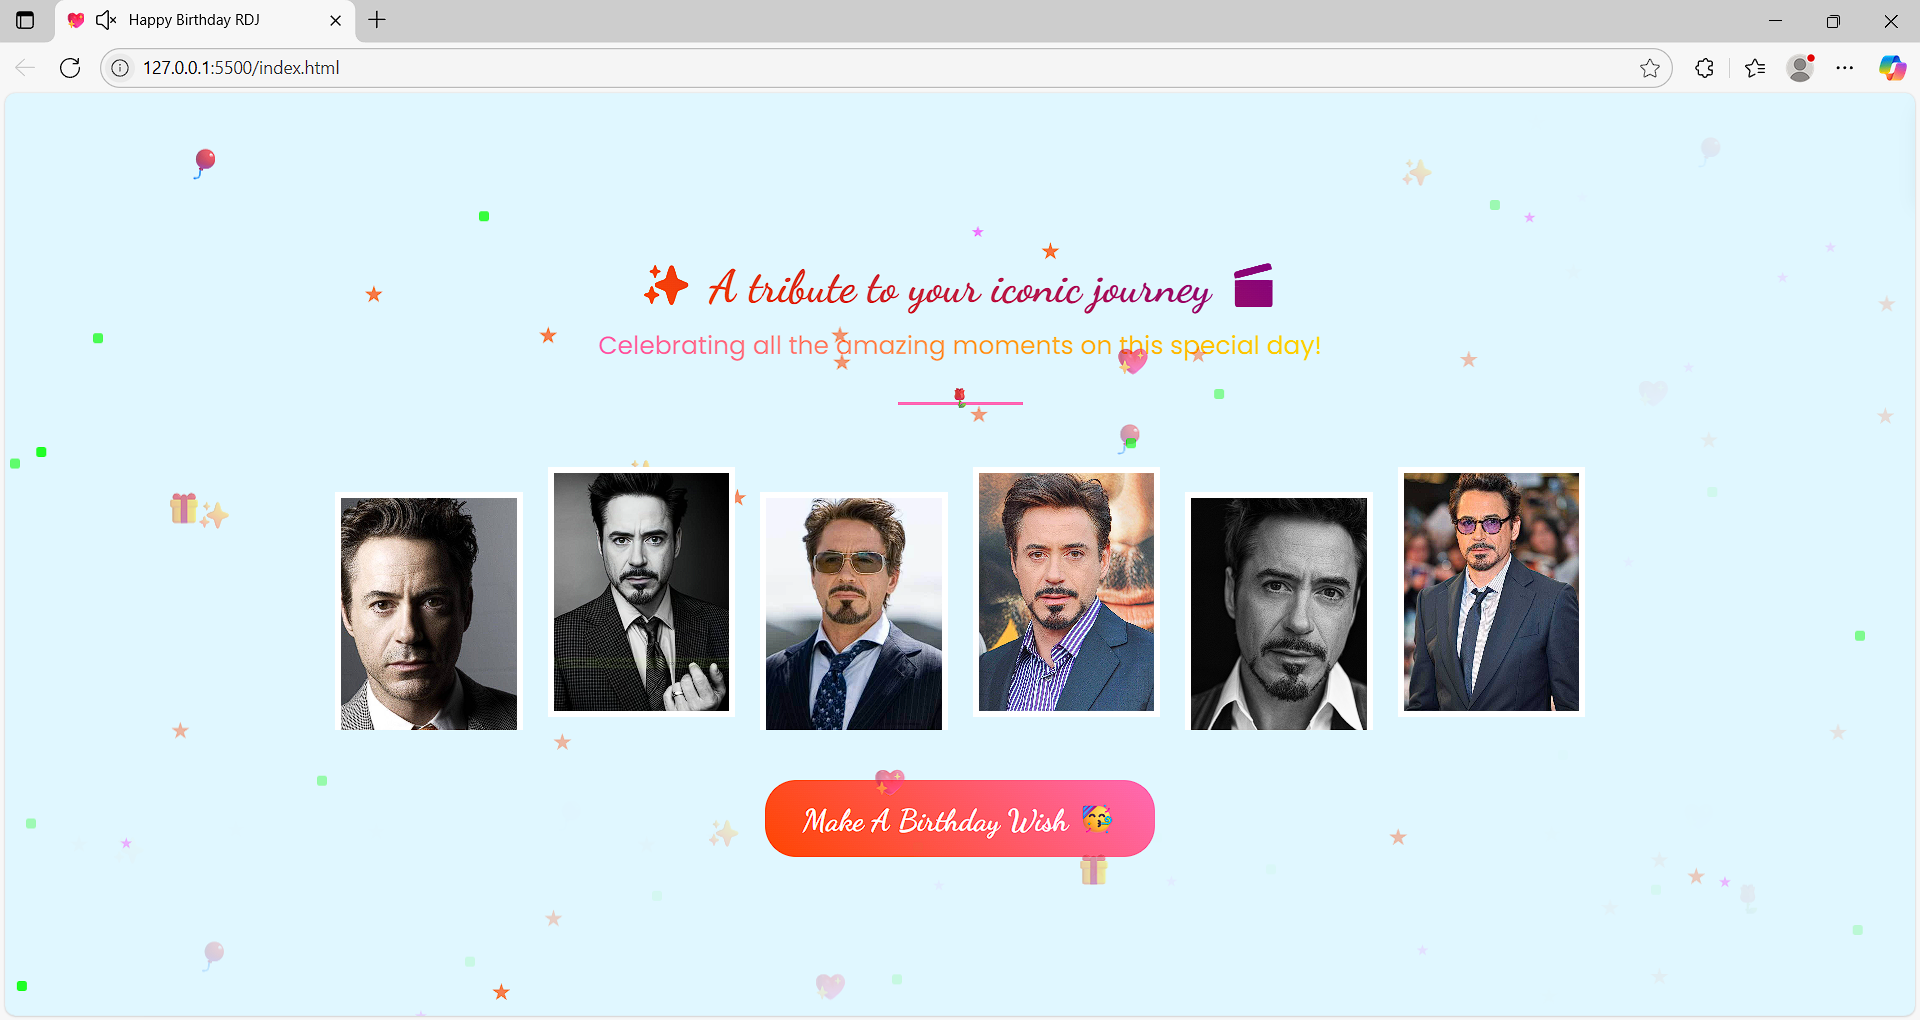 Happy Birthday RDJ
127.0.0.1:5500/index.html
A tribute to your iconic journey
Celebrating all the amazing moments on this special day!
Make A Birthday Wish